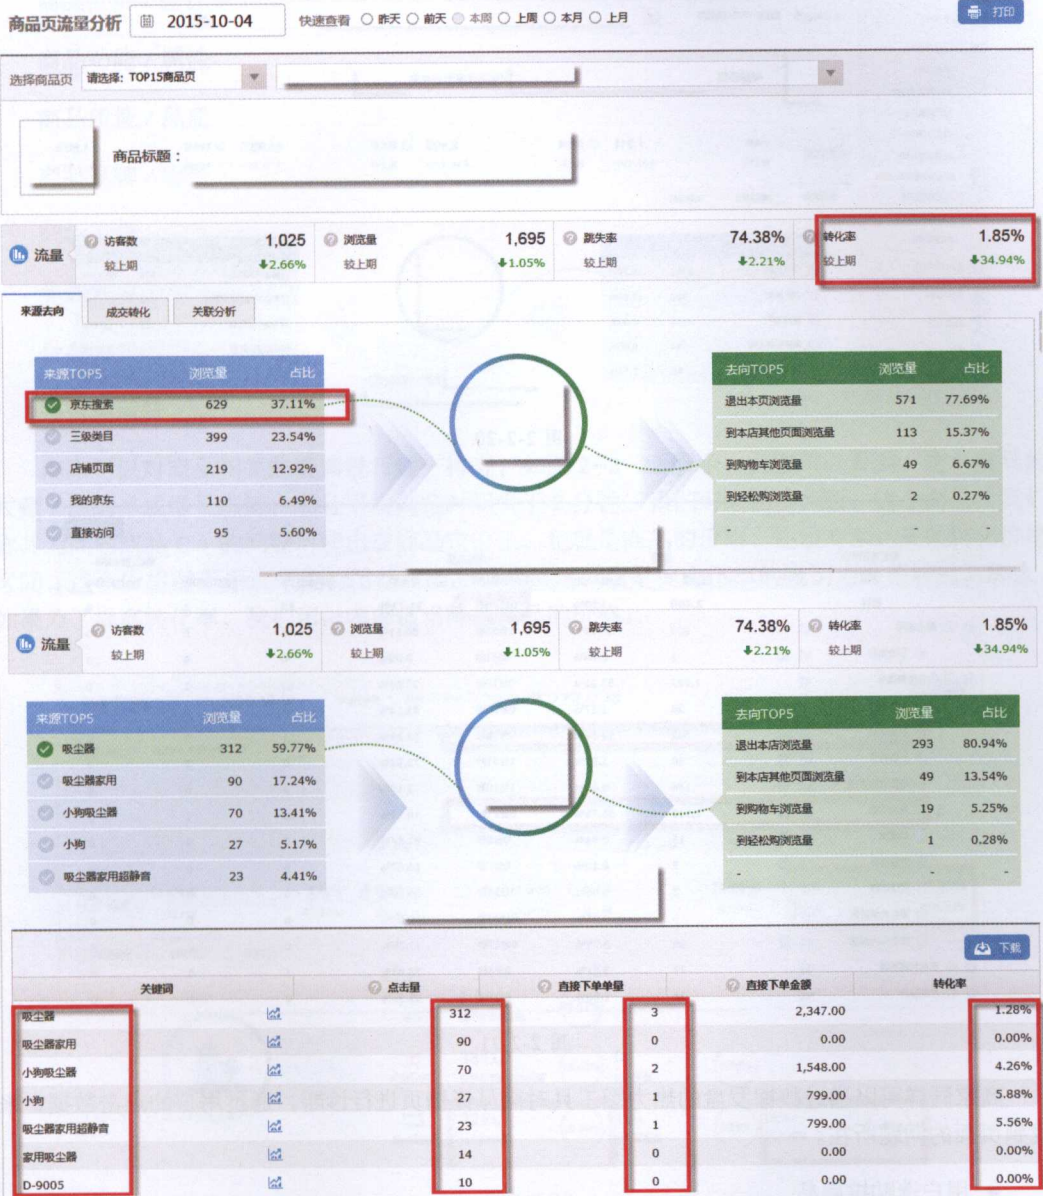 商品页流量分析 2015-10-04 快速查看 昨天 前天 本周 上周 本月 上月 打印
选择商品页 请选择：TOP15商品页
商品标题：
流量 访客数 1,025 浏览量 1,695 跳失率 74.38% 转化率 1.85%
较上期 2.66% 较上期 1.05% 较上期 2.21% 较上期 34.94%
来源去向 成交转化 关联分析
来源TOP5 浏览量 占比
京东搜索 629 37.11%
三级类目 399 23.54%
店铺页面 219 12.92%
我的京东 110 6.49%
直接访问 95 5.60%
去向TOP5 浏览量 占比
退出本页浏览量 571 77.69%
到本店其他页面浏览量 113 15.37%
到购物车浏览量 49 6.67%
到轻松购浏览量 2 0.27%
- - -
流量 访客数 1,025 浏览量 1,695 跳失率 74.38% 转化率 1.85%
较上期 2.66% 较上期 1.05% 较上期 2.21% 较上期 34.94%
来源TOP5 浏览量 占比
吸尘器 312 59.77%
吸尘器家用 90 17.24%
小狗吸尘器 70 13.41%
小狗 27 5.17%
吸尘器家用超静音 23 4.41%
去向TOP5 浏览量 占比
退出本店浏览量 293 80.94%
到本店其他页面浏览量 49 13.54%
到购物车浏览量 19 5.25%
到轻松购浏览量 1 0.28%
- - -
下载
关键词 点击量 直接下单单量 直接下单金额 转化率
吸尘器 312 3 2,347.00 1.28%
吸尘器家用 90 0 0.00 0.00%
小狗吸尘器 70 2 1,548.00 4.26%
小狗 27 1 799.00 5.88%
吸尘器家用超静音 23 1 799.00 5.56%
家用吸尘器 14 0 0.00 0.00%
D-9005 10 0 0.00 0.00%